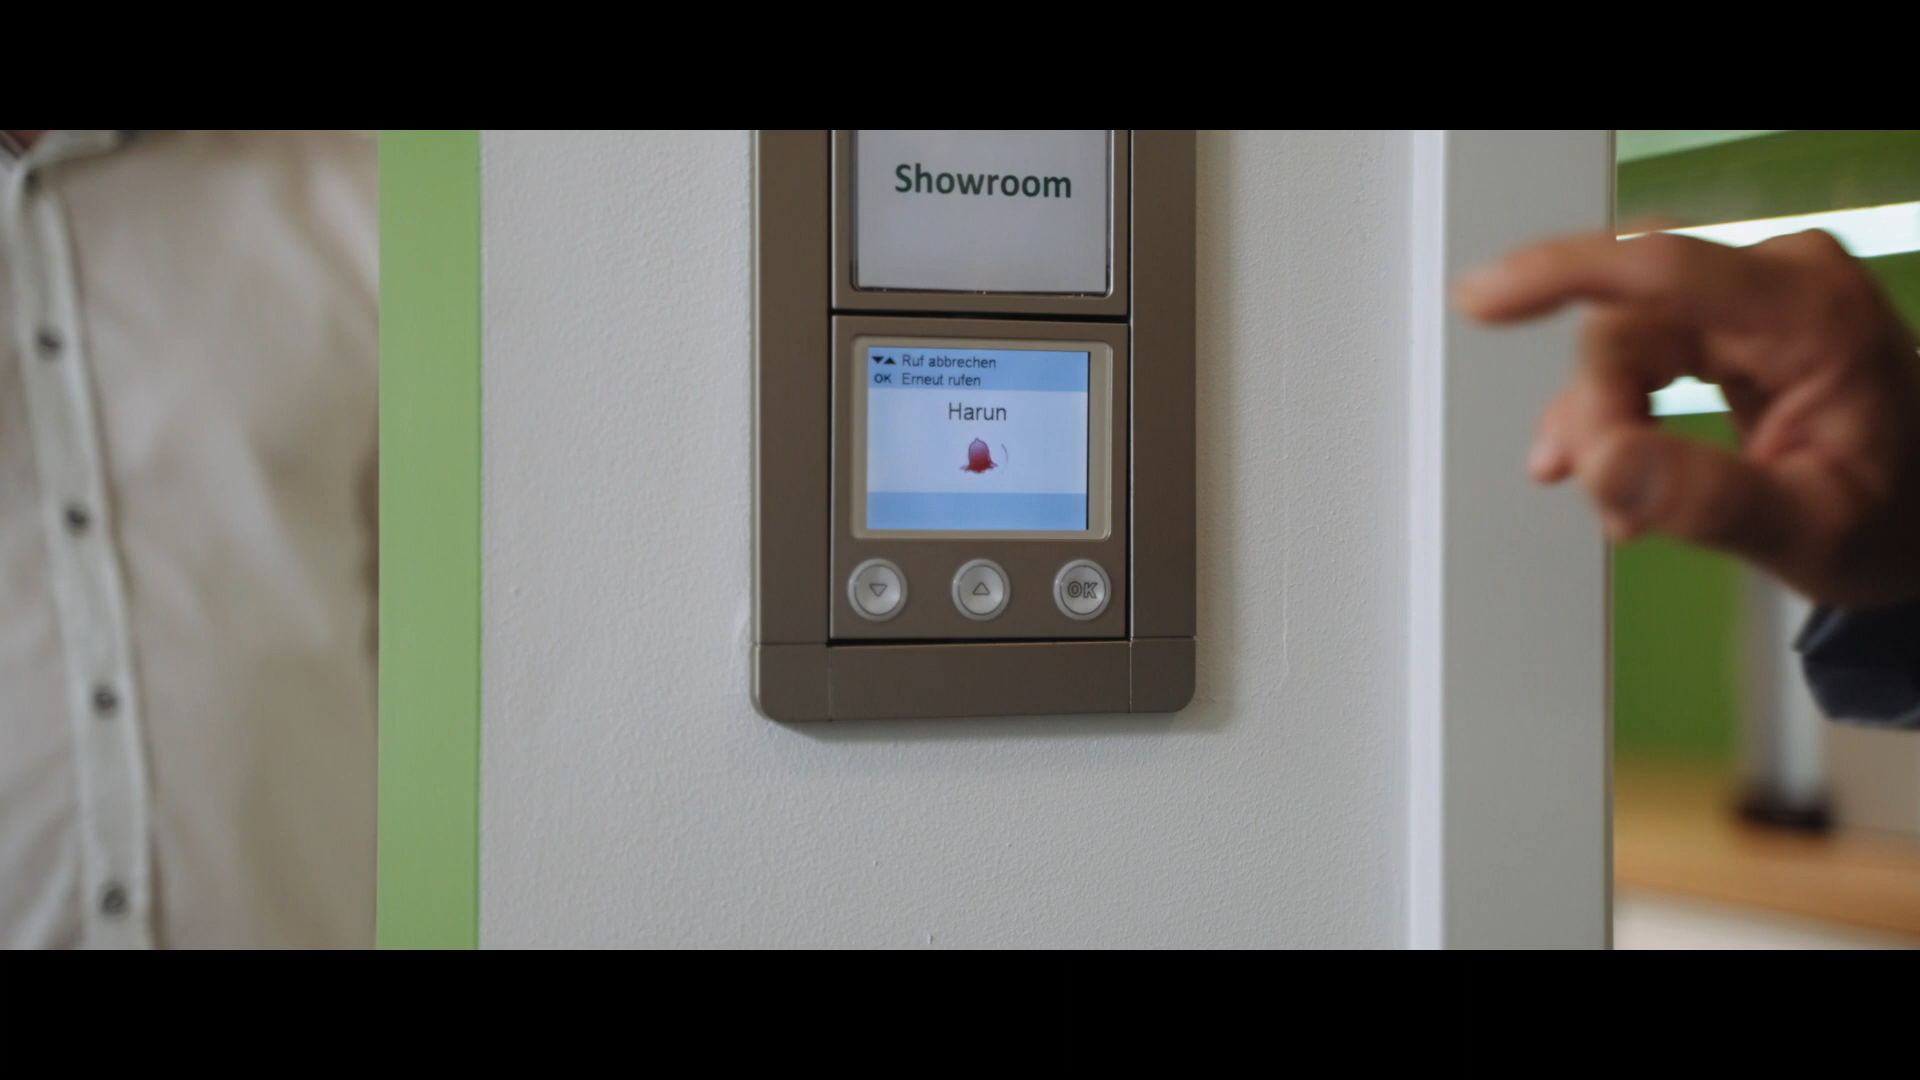 Showroom
Ruf abbrechen
OK Erneut rufen
Harun
OK